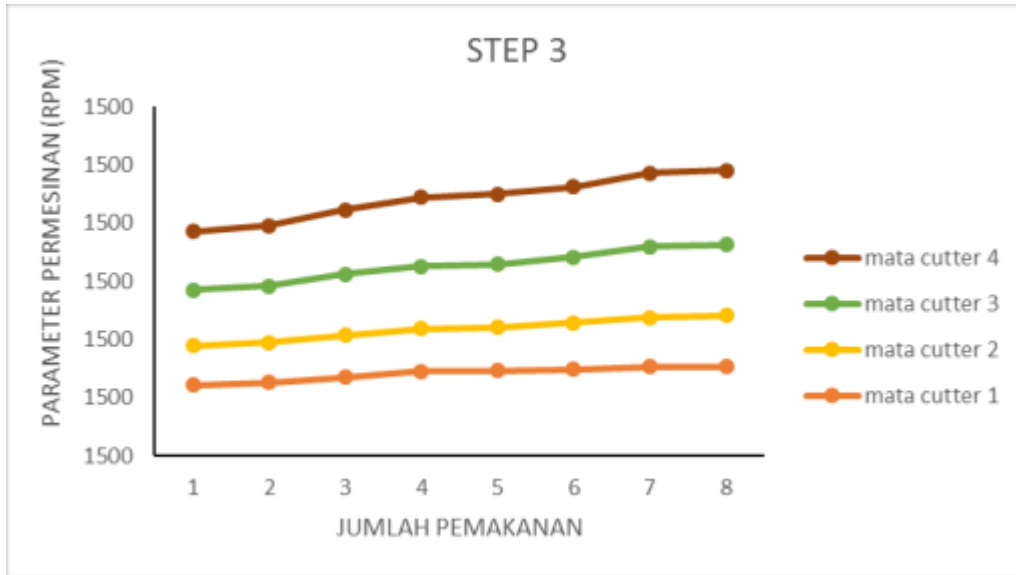 STEP 3
PARAMETER PERMESINAN (RPM)
1500
1500
1500
1500
1500
1500
1500
1 2 3 4 5 6 7 8
JUMLAH PEMAKANAN
mata cutter 4
mata cutter 3
mata cutter 2
mata cutter 1